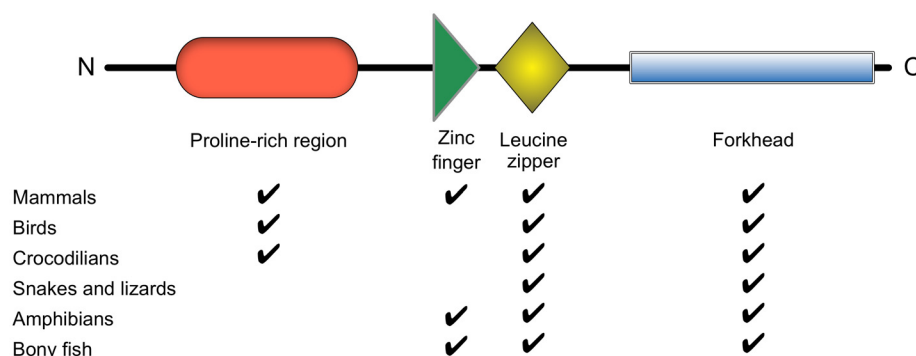 N
C
Proline-rich region
Zinc
finger
Leucine
zipper
Forkhead
Mammals ✔ ✔ ✔ ✔
Birds ✔ ✔ ✔
Crocodilians ✔ ✔ ✔
Snakes and lizards ✔ ✔
Amphibians ✔ ✔ ✔
Bony fish ✔ ✔ ✔